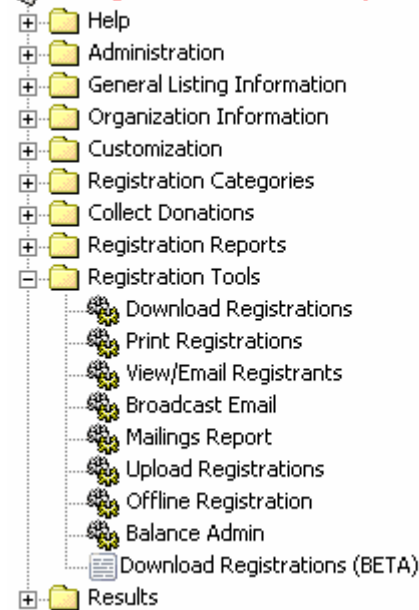 Help
Administration
General Listing Information
Organization Information
Customization
Registration Categories
Collect Donations
Registration Reports
Registration Tools
Download Registrations
Print Registrations
View/Email Registrants
Broadcast Email
Mailings Report
Upload Registrations
Offline Registration
Balance Admin
Download Registrations (BETA)
Results